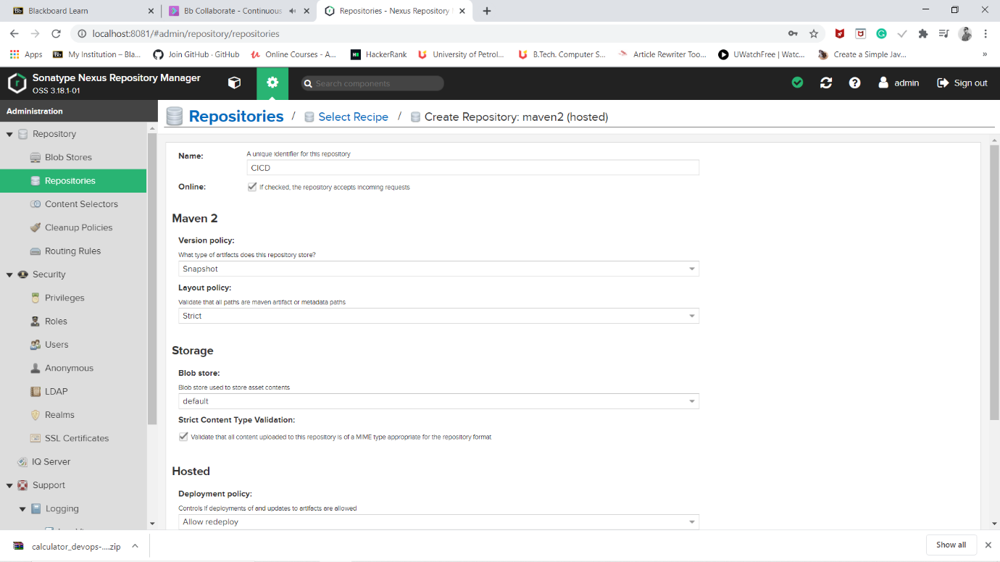 Blackboard Learn
Bb Collaborate - Continuous
Repositories - Nexus Repository
localhost:8081/#admin/repository/repositories
Apps
My Institution – Bla...
Join GitHub · GitHub
Online Courses - A...
HackerRank
University of Petrol...
B.Tech. Computer S...
Article Rewriter Too...
UWatchFree | Watc...
Create a Simple Jav...
Sonatype Nexus Repository Manager
OSS 3.18.1-01
Search components
admin
Sign out
Administration
Repositories / Select Recipe / Create Repository: maven2 (hosted)
Repository
Blob Stores
Repositories
Content Selectors
Cleanup Policies
Routing Rules
Security
Privileges
Roles
Users
Anonymous
LDAP
Realms
SSL Certificates
IQ Server
Support
Logging
Name:
A unique identifier for this repository
CICD
Online:
If checked, the repository accepts incoming requests
Maven 2
Version policy:
What type of artifacts does this repository store?
Snapshot
Layout policy:
Validate that all paths are maven artifact or metadata paths
Strict
Storage
Blob store:
Blob store used to store asset contents
default
Strict Content Type Validation:
Validate that all content uploaded to this repository is of a MIME type appropriate for the repository format
Hosted
Deployment policy:
Controls if deployments of and updates to artifacts are allowed
Allow redeploy
calculator_devops-....zip
Show all